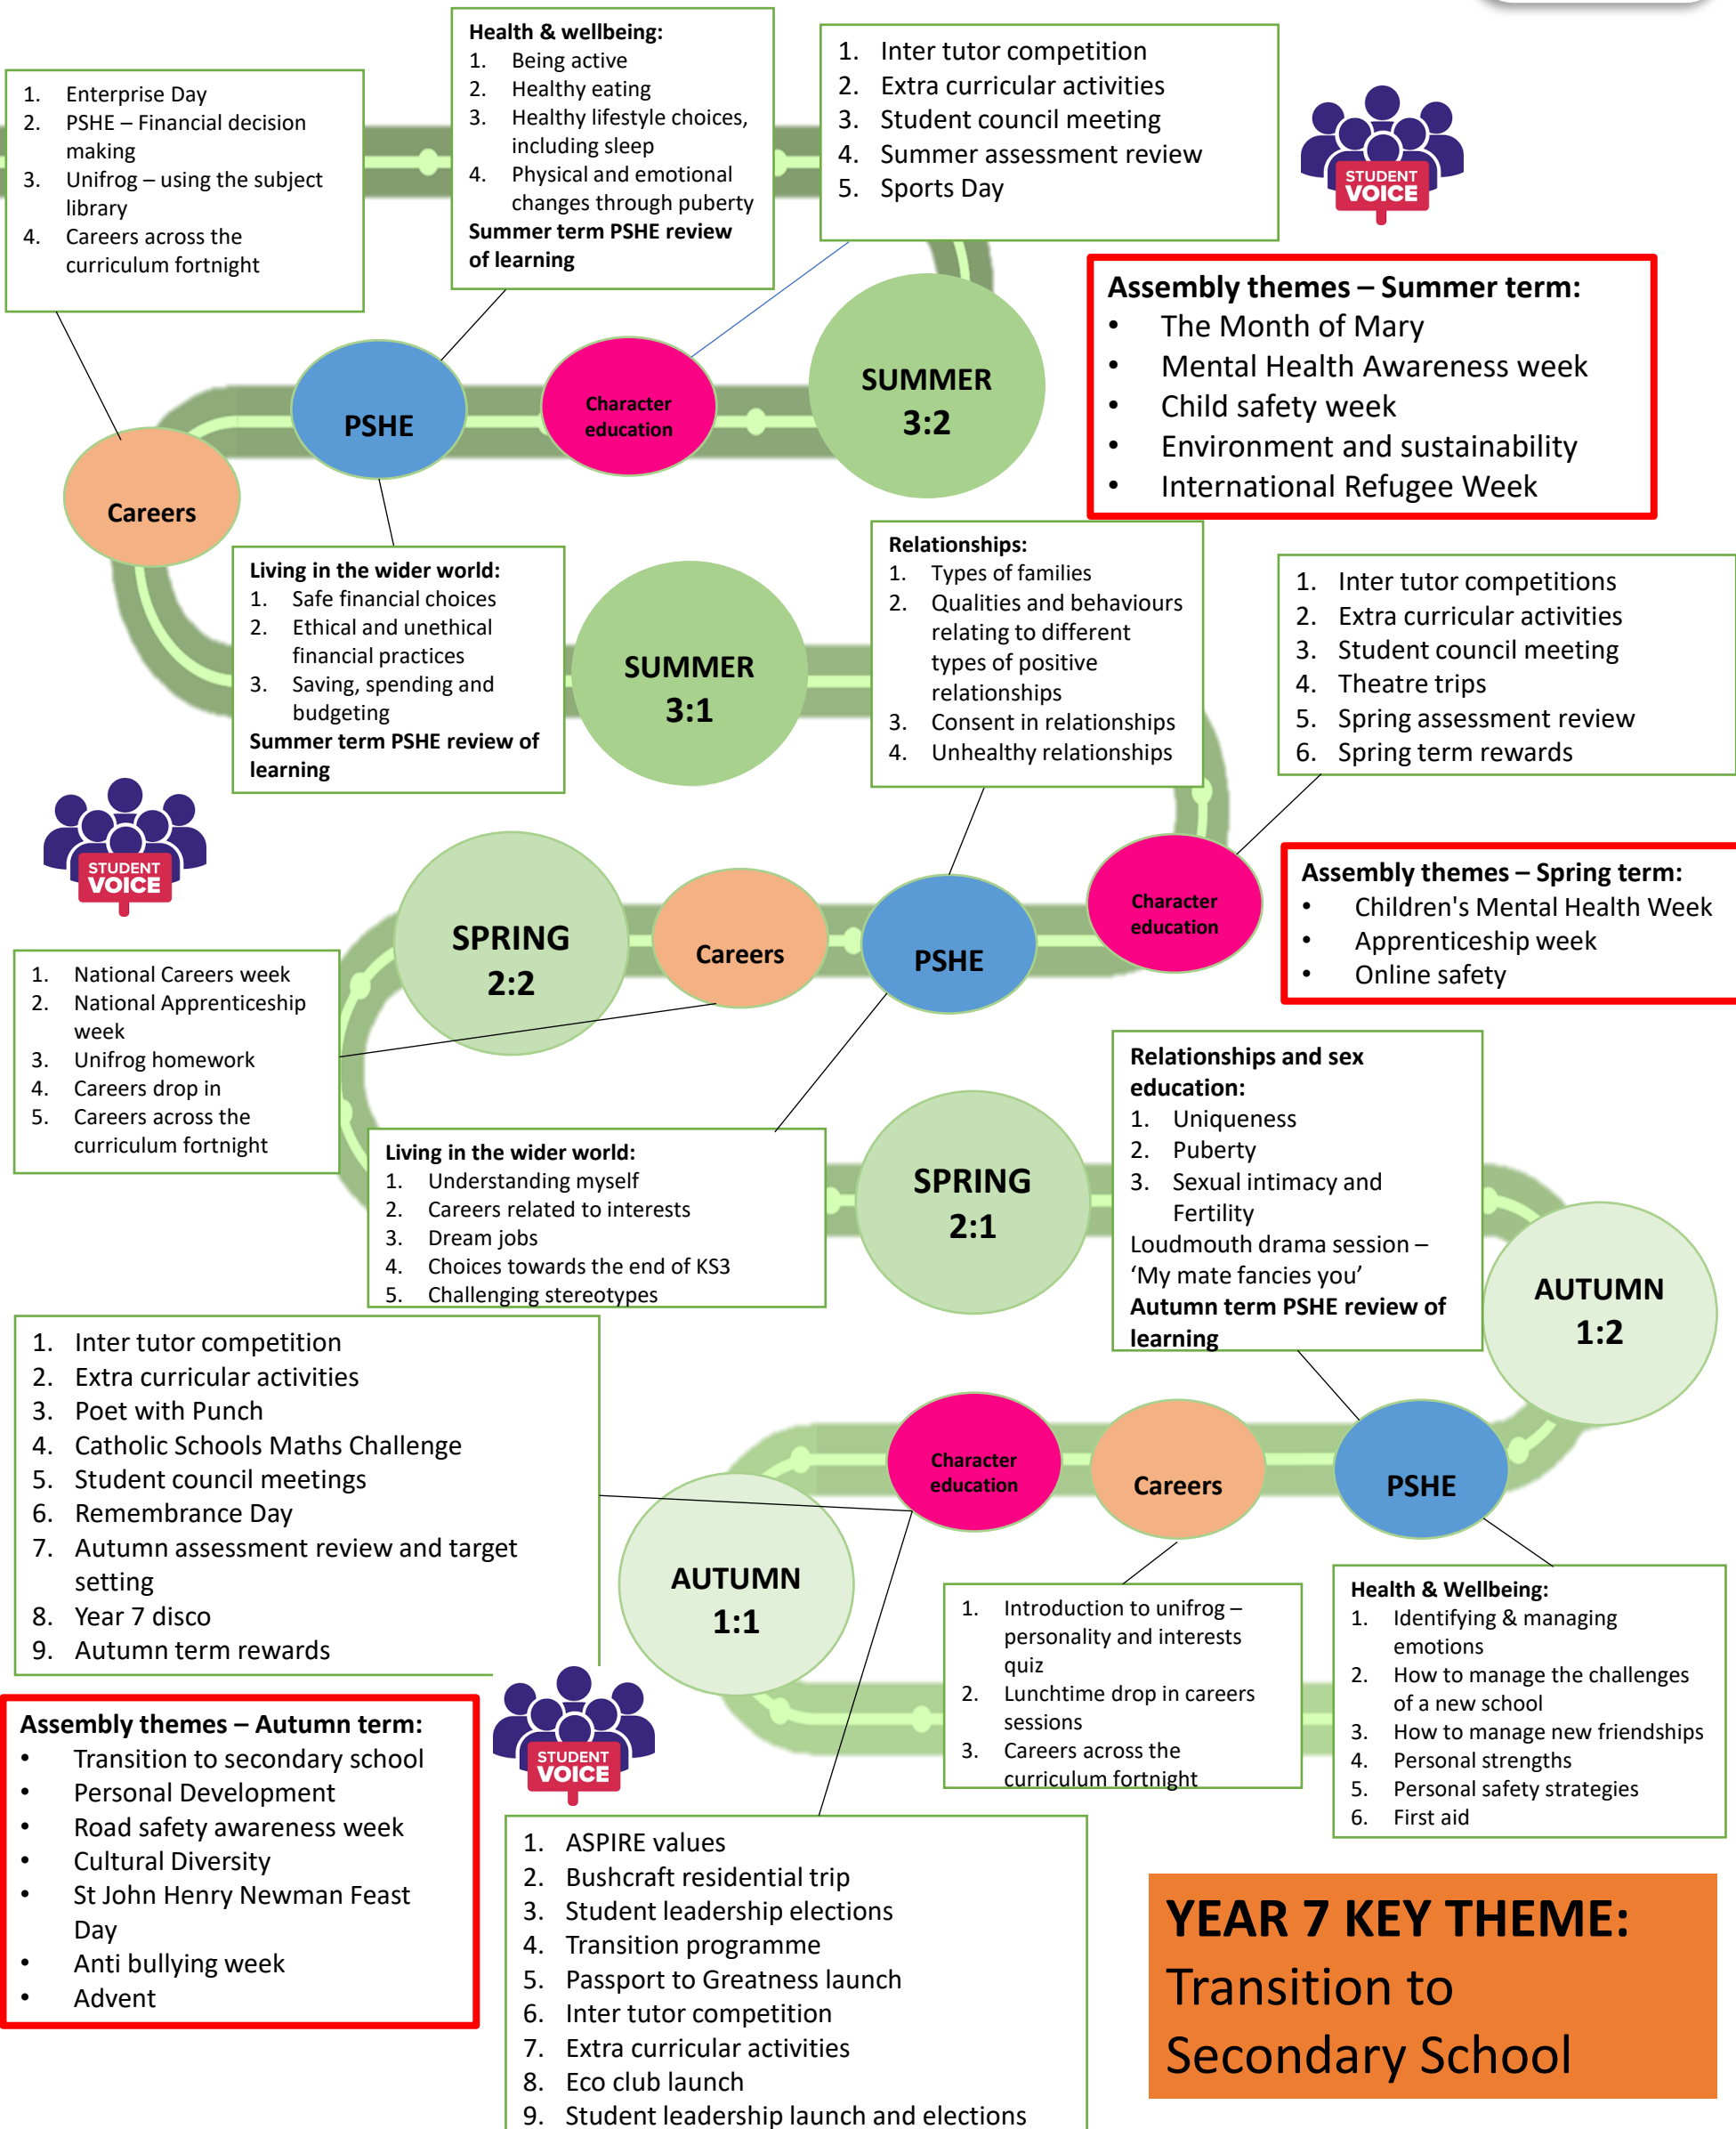 1. Enterprise Day
2. PSHE – Financial decision
making
3. Unifrog – using the subject
library
4. Careers across the
curriculum fortnight
Health & wellbeing:
1. Being active
2. Healthy eating
3. Healthy lifestyle choices,
including sleep
4. Physical and emotional
changes through puberty
Summer term PSHE review
of learning
1. Inter tutor competition
2. Extra curricular activities
3. Student council meeting
4. Summer assessment review
5. Sports Day
STUDENT
VOICE
Assembly themes – Summer term:
• The Month of Mary
• Mental Health Awareness week
• Child safety week
• Environment and sustainability
• International Refugee Week
SUMMER
3:2
Character
education
PSHE
Careers
Living in the wider world:
1. Safe financial choices
2. Ethical and unethical
financial practices
3. Saving, spending and
budgeting
Summer term PSHE review of
learning
SUMMER
3:1
Relationships:
1. Types of families
2. Qualities and behaviours
relating to different
types of positive
relationships
3. Consent in relationships
4. Unhealthy relationships
1. Inter tutor competitions
2. Extra curricular activities
3. Student council meeting
4. Theatre trips
5. Spring assessment review
6. Spring term rewards
STUDENT
VOICE
Assembly themes – Spring term:
• Children's Mental Health Week
• Apprenticeship week
• Online safety
SPRING
2:2
Careers
PSHE
Character
education
1. National Careers week
2. National Apprenticeship
week
3. Unifrog homework
4. Careers drop in
5. Careers across the
curriculum fortnight
Living in the wider world:
1. Understanding myself
2. Careers related to interests
3. Dream jobs
4. Choices towards the end of KS3
5. Challenging stereotypes
SPRING
2:1
Relationships and sex
education:
1. Uniqueness
2. Puberty
3. Sexual intimacy and
Fertility
Loudmouth drama session –
‘My mate fancies you’
Autumn term PSHE review of
learning
AUTUMN
1:2
1. Inter tutor competition
2. Extra curricular activities
3. Poet with Punch
4. Catholic Schools Maths Challenge
5. Student council meetings
6. Remembrance Day
7. Autumn assessment review and target
setting
8. Year 7 disco
9. Autumn term rewards
Character
education
Careers
PSHE
AUTUMN
1:1
1. Introduction to unifrog –
personality and interests
quiz
2. Lunchtime drop in careers
sessions
3. Careers across the
curriculum fortnight
Health & Wellbeing:
1. Identifying & managing
emotions
2. How to manage the challenges
of a new school
3. How to manage new friendships
4. Personal strengths
5. Personal safety strategies
6. First aid
Assembly themes – Autumn term:
• Transition to secondary school
• Personal Development
• Road safety awareness week
• Cultural Diversity
• St John Henry Newman Feast
Day
• Anti bullying week
• Advent
STUDENT
VOICE
1. ASPIRE values
2. Bushcraft residential trip
3. Student leadership elections
4. Transition programme
5. Passport to Greatness launch
6. Inter tutor competition
7. Extra curricular activities
8. Eco club launch
9. Student leadership launch and elections
YEAR 7 KEY THEME:
Transition to
Secondary School